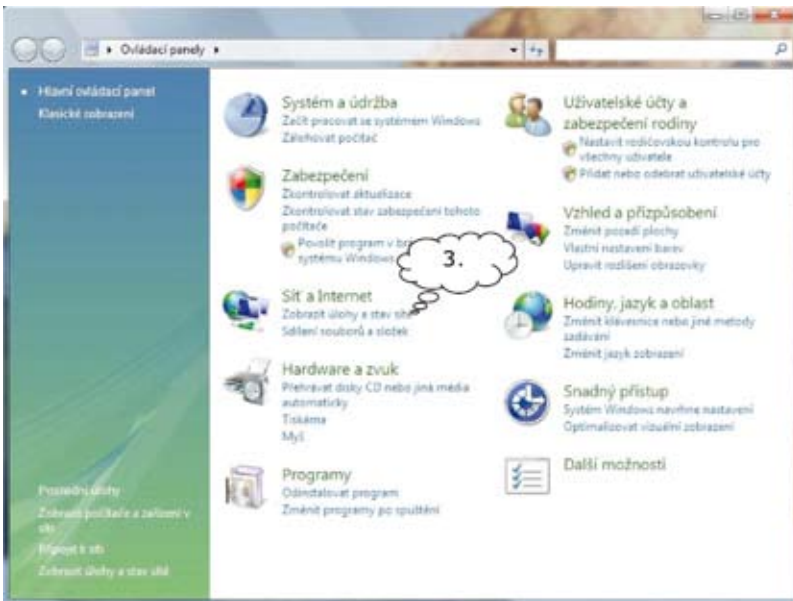 Ovládací panely
Hlavní ovládací panel
Klasické zobrazení
Systém a údržba
Začít pracovat se systémem Windows
Zálohovat počítač
Zabezpečení
Zkontrolovat aktualizace
Zkontrolovat stav zabezpečení tohoto
počítače
Povolit program v
systému Windows
3.
Síť a Internet
Zobrazit úlohy a stav sítě
Sdílení souborů a složek
Hardware a zvuk
Přehrávat disky CD nebo jiná média
automaticky
Tiskárna
Myš
Programy
Odinstalovat program
Změnit programy po spuštění
Uživatelské účty a
zabezpečení rodiny
Nastavit rodičovskou kontrolu pro
všechny uživatele
Přidat nebo odebrat uživatelské účty
Vzhled a přizpůsobení
Změnit pozadí plochy
Vlastní nastavení barev
Upravit rozlišení obrazovky
Hodiny, jazyk a oblast
Změnit klávesnice nebo jiné metody
zadávání
Změnit jazyk zobrazení
Snadný přístup
Systém Windows navrhne nastavení
Optimalizovat vizuální zobrazení
Další možnosti
Poslední úlohy
Zobrazit počítače a zařízení v
síti
Připojit k síti
Zobrazit úlohy a stav sítě